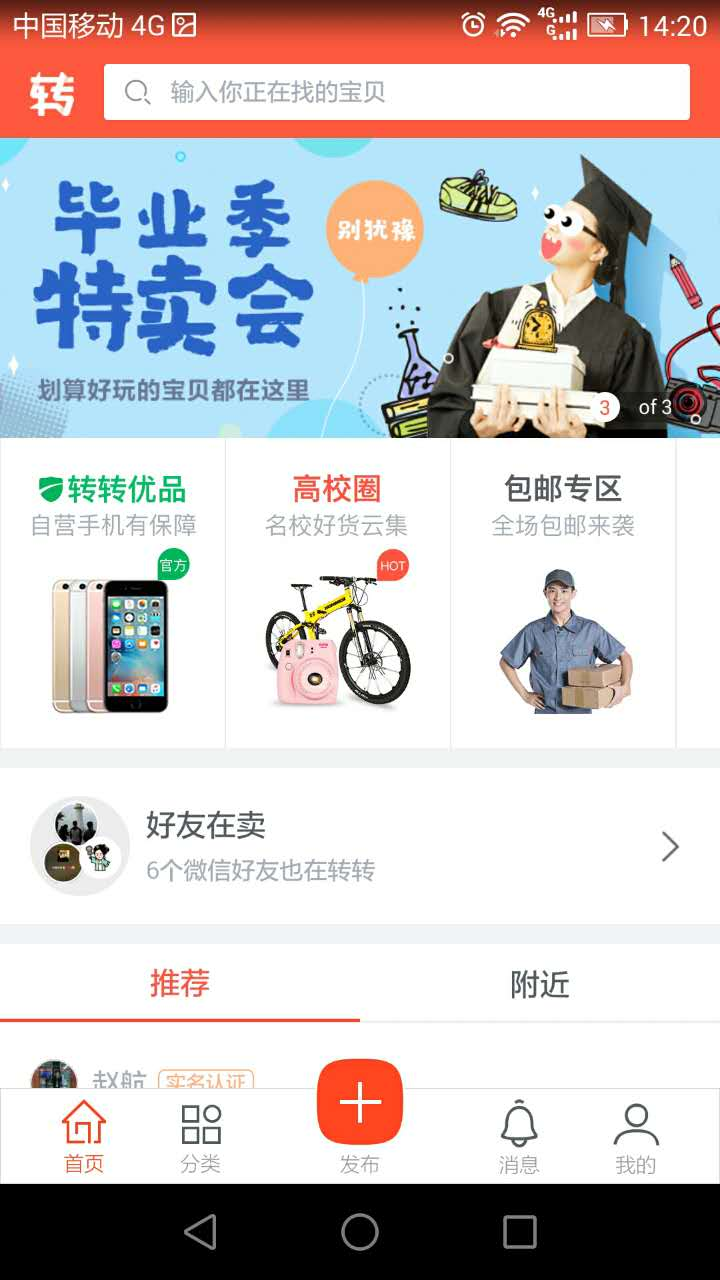 中国移动 4G
4G
G
14:20
转
输入你正在找的宝贝
毕业季
特卖会
别犹豫
划算好玩的宝贝都在这里
3 of 3
转转优品
自营手机有保障
官方
高校圈
名校好货云集
HOT
包邮专区
全场包邮来袭
好友在卖
6个微信好友也在转转
推荐
附近
赵航 实名认证
首页
分类
发布
消息
我的